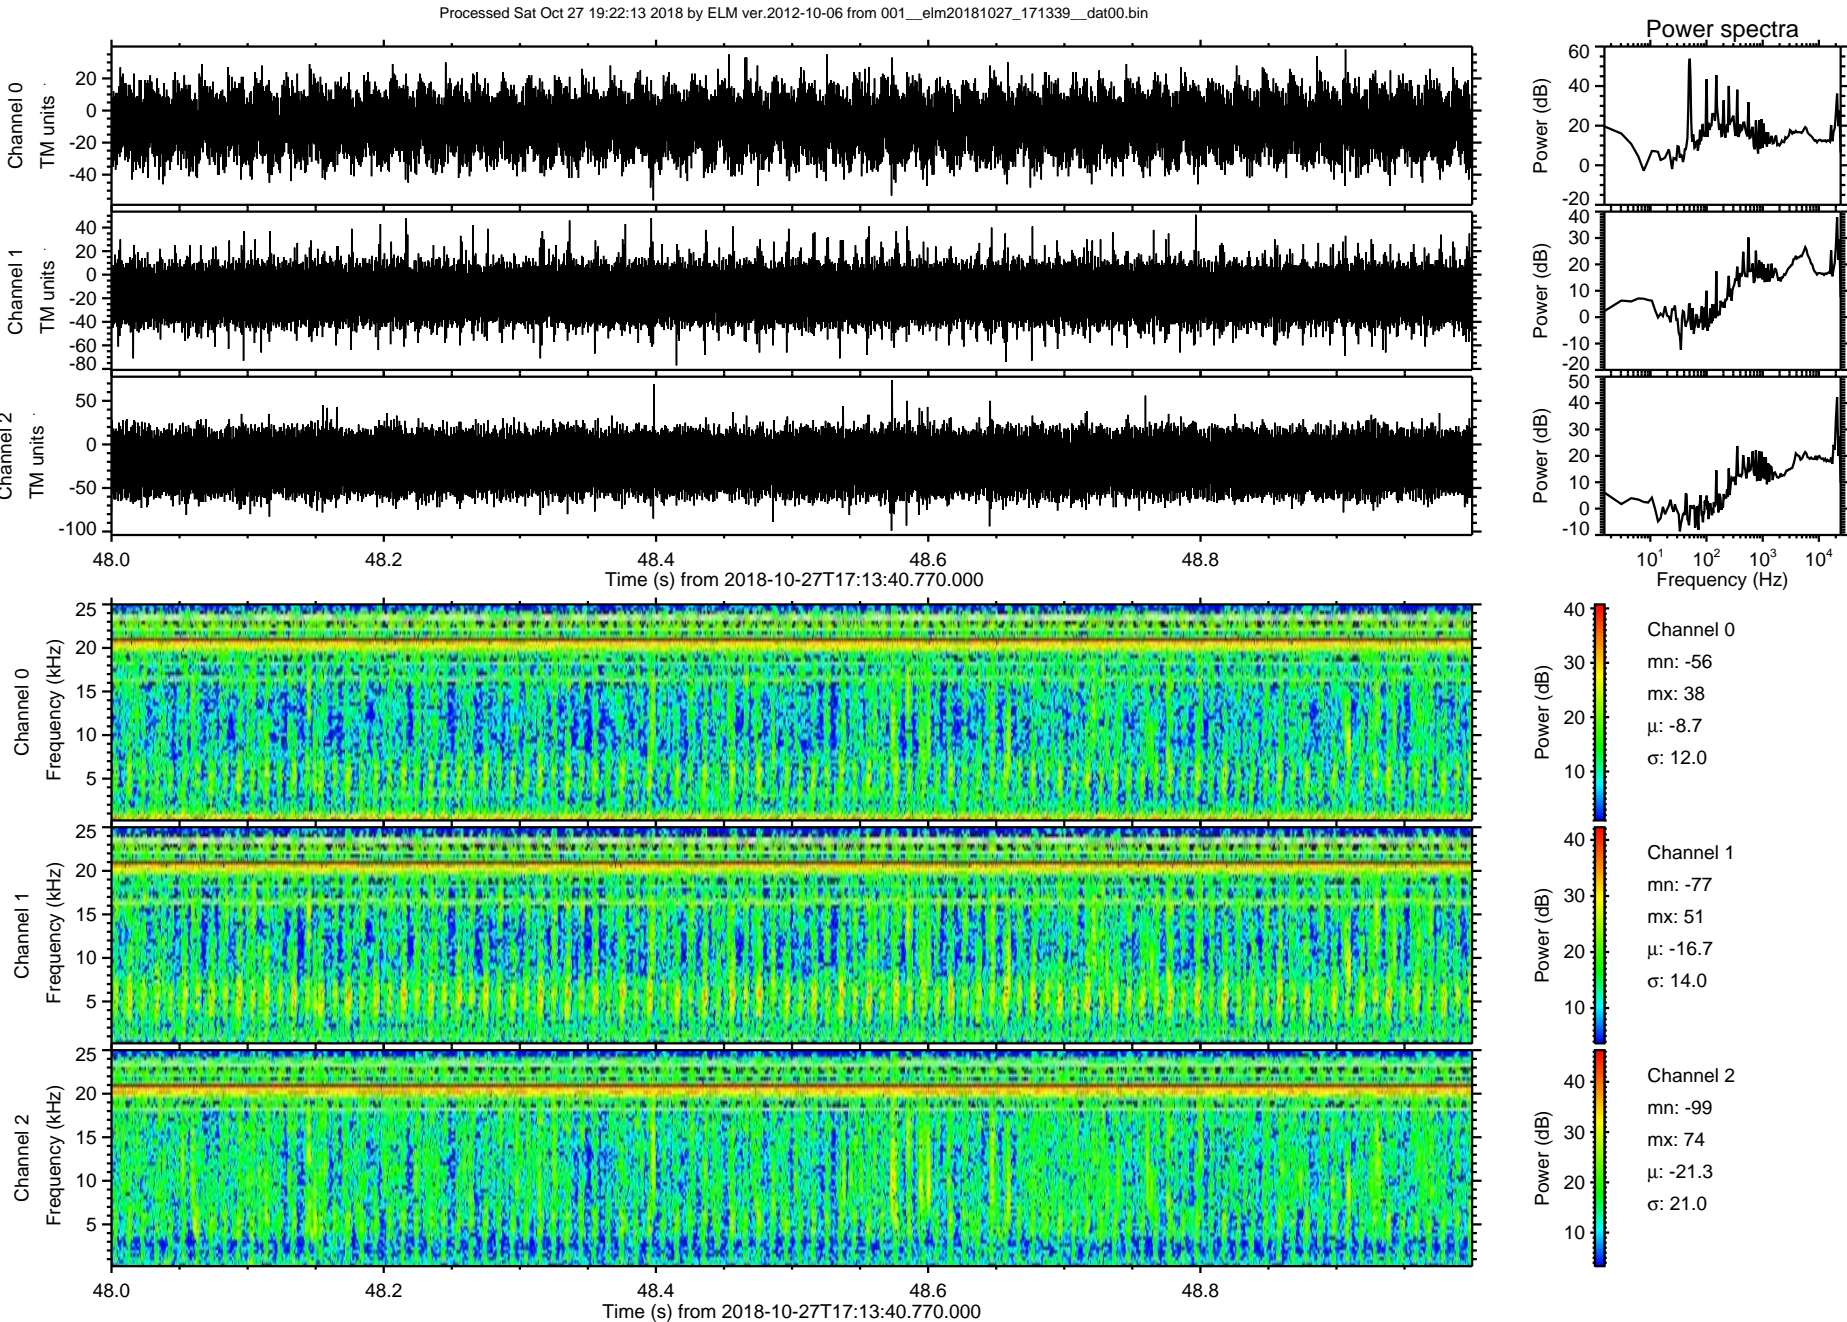 Processed Sat Oct 27 19:22:13 2018 by ELM ver.2012-10-06 from 001__elm20181027_171339__dat00.bin
Power spectra
Channel 0
TM units
20
0
-20
-40
Power (dB)
60
40
20
0
-20
Channel 1
TM units
40
20
0
-20
-40
-60
-80
Power (dB)
40
30
20
10
0
-10
-20
Channel 2
TM units
50
0
-50
-100
Power (dB)
50
40
30
20
10
0
-10
48.0 48.2 48.4 48.6 48.8
Time (s) from 2018-10-27T17:13:40.770.000
10¹ 10² 10³ 10⁴
Frequency (Hz)
Channel 0
Frequency (kHz)
25
20
15
10
5
Power (dB)
40
30
20
10
Channel 0
mn: -56
mx: 38
μ: -8.7
σ: 12.0
Channel 1
Frequency (kHz)
25
20
15
10
5
Power (dB)
40
30
20
10
Channel 1
mn: -77
mx: 51
μ: -16.7
σ: 14.0
Channel 2
Frequency (kHz)
25
20
15
10
5
Power (dB)
40
30
20
10
Channel 2
mn: -99
mx: 74
μ: -21.3
σ: 21.0
48.0 48.2 48.4 48.6 48.8
Time (s) from 2018-10-27T17:13:40.770.000